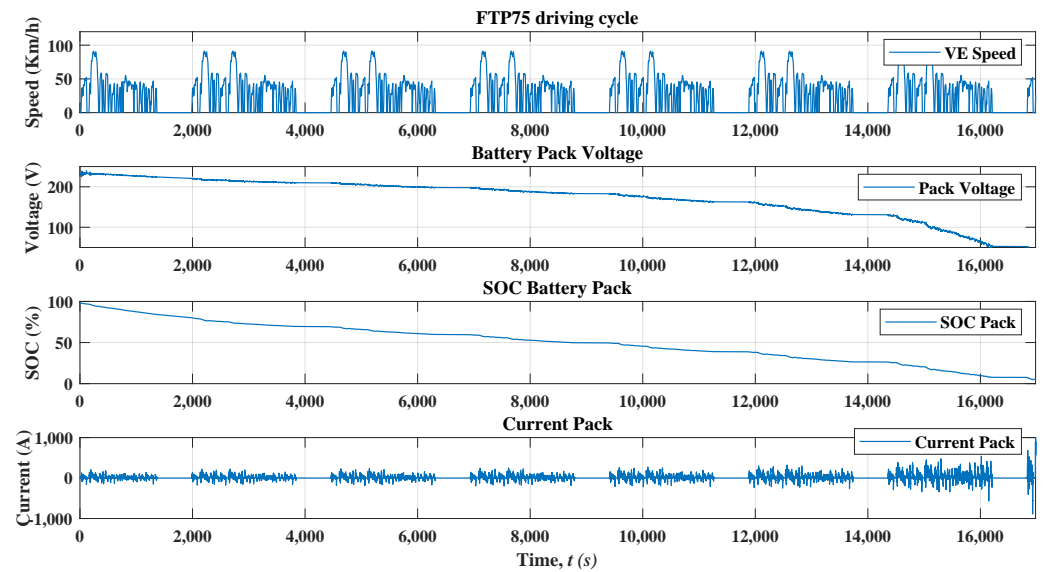 FTP75 driving cycle
Speed (Km/h)
100
50
0
VE Speed
0 2,000 4,000 6,000 8,000 10,000 12,000 14,000 16,000
Battery Pack Voltage
Voltage (V)
200
100
Pack Voltage
0 2,000 4,000 6,000 8,000 10,000 12,000 14,000 16,000
SOC Battery Pack
SOC (%)
100
50
0
SOC Pack
0 2,000 4,000 6,000 8,000 10,000 12,000 14,000 16,000
Current Pack
Current (A)
1,000
0
-1,000
Current Pack
0 2,000 4,000 6,000 8,000 10,000 12,000 14,000 16,000
Time, t (s)